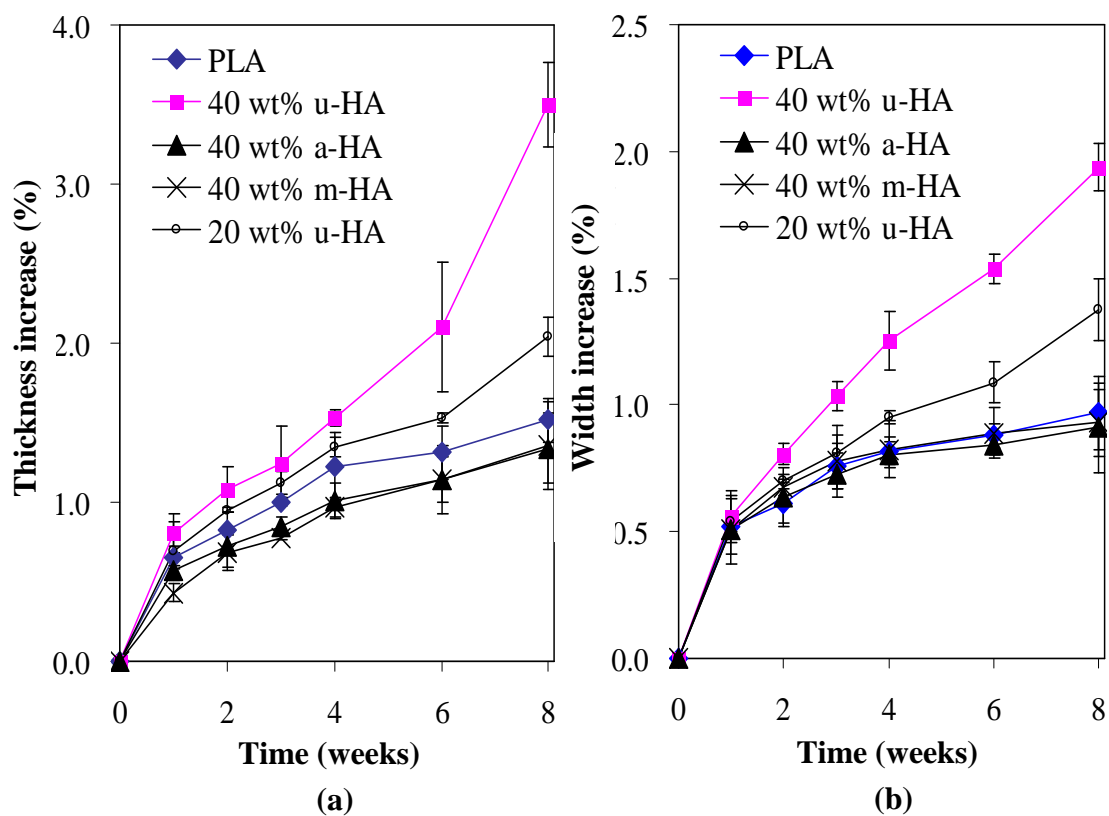 Thickness increase (%)
4.0
3.0
2.0
1.0
0.0
PLA
40 wt% u-HA
40 wt% a-HA
40 wt% m-HA
20 wt% u-HA
0 2 4 6 8
Time (weeks)
(a)
Width increase (%)
2.5
2.0
1.5
1.0
0.5
0.0
PLA
40 wt% u-HA
40 wt% a-HA
40 wt% m-HA
20 wt% u-HA
0 2 4 6 8
Time (weeks)
(b)